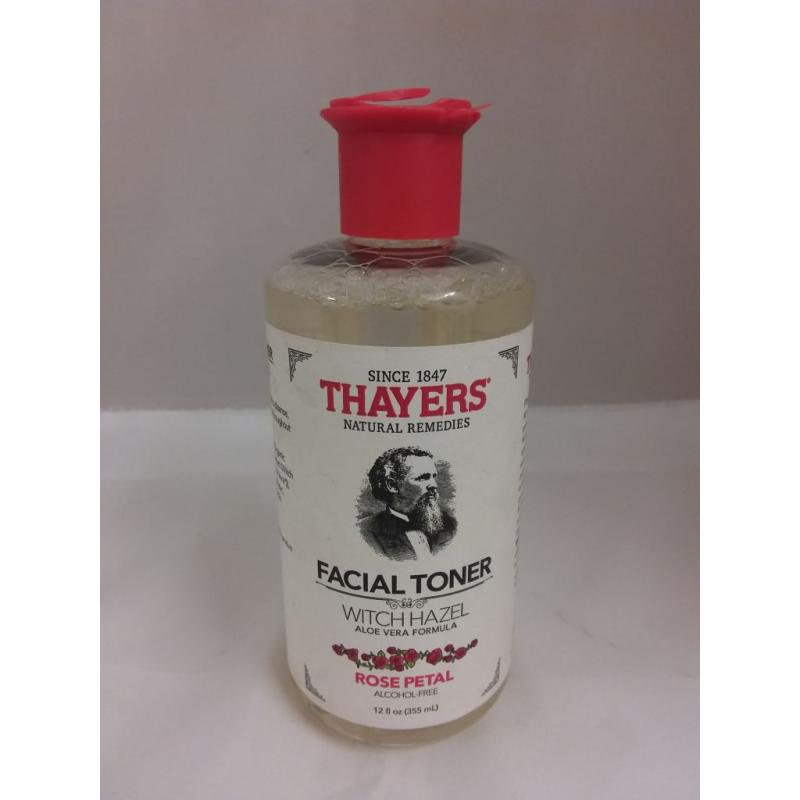 SINCE 1847
THAYERS®
NATURAL REMEDIES
FACIAL TONER
WITCH HAZEL
ALOE VERA FORMULA
ROSE PETAL
ALCOHOL-FREE
12 fl oz (355 mL)